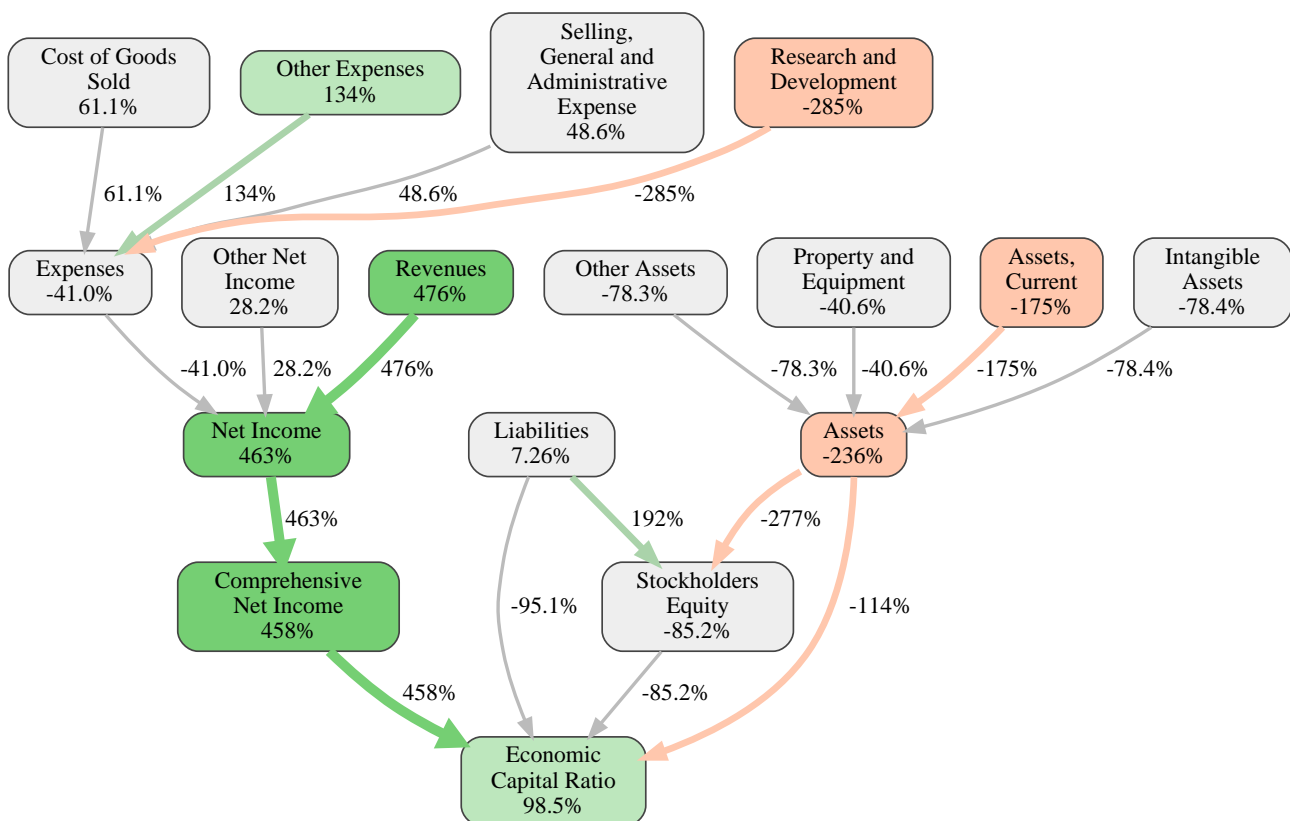 Cost of Goods
Sold
61.1%
Other Expenses
134%
Selling,
General and
Administrative
Expense
48.6%
Research and
Development
-285%
61.1%
134%
48.6%
-285%
Expenses
-41.0%
Other Net
Income
28.2%
Revenues
476%
Other Assets
-78.3%
Property and
Equipment
-40.6%
Assets,
Current
-175%
Intangible
Assets
-78.4%
-41.0%
28.2%
476%
-78.3%
-40.6%
-175%
-78.4%
Net Income
463%
Liabilities
7.26%
Assets
-236%
463%
192%
-277%
Comprehensive
Net Income
458%
-95.1%
Stockholders
Equity
-85.2%
-114%
458%
-85.2%
Economic
Capital Ratio
98.5%